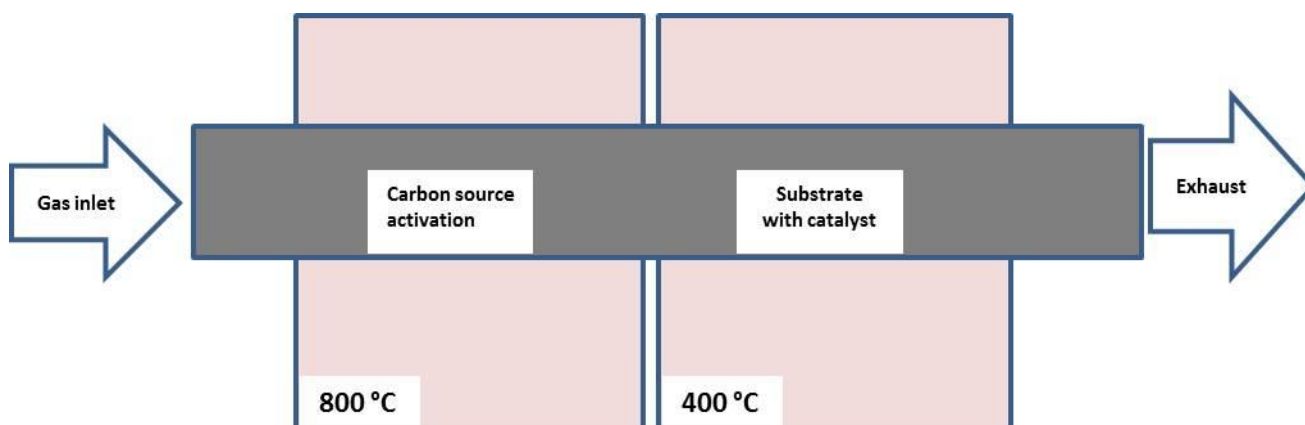 Gas inlet
Carbon source
activation
Substrate
with catalyst
Exhaust
800 °C
400 °C